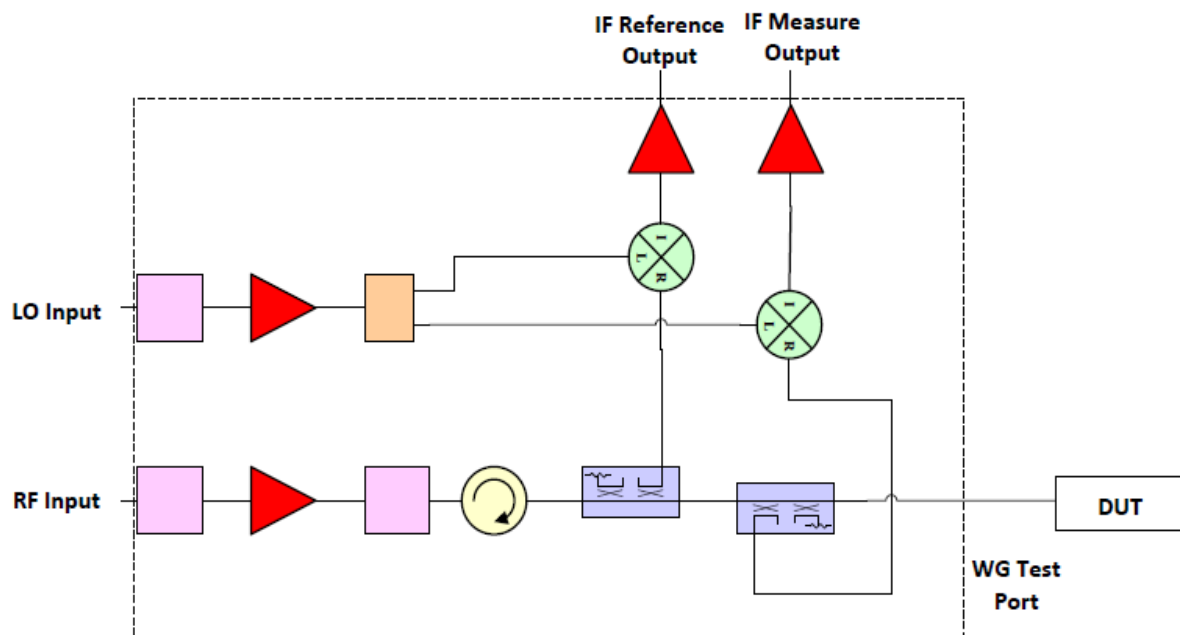 IF Reference
Output
IF Measure
Output
I
L
R
I
L
R
LO Input
RF Input
DUT
WG Test
Port